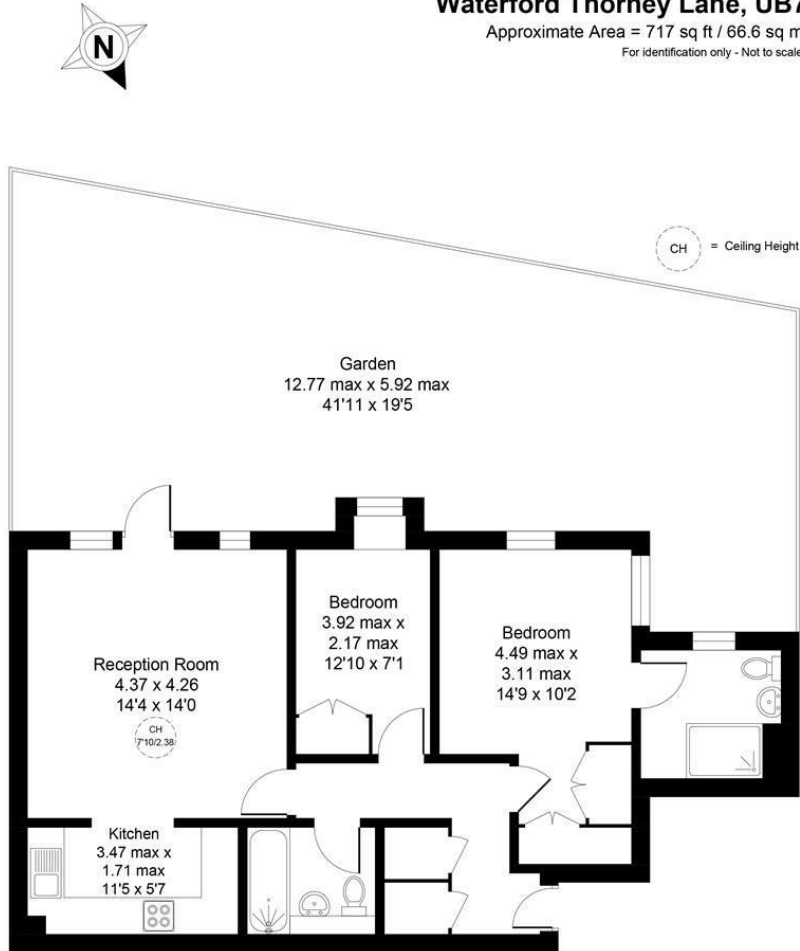 Waterford Thorney Lane, UB7
Approximate Area = 717 sq ft / 66.6 sq m
For identification only - Not to scale
N
CH = Ceiling Height
Garden
12.77 max x 5.92 max
41'11 x 19'5
Bedroom
3.92 max x
2.17 max
12'10 x 7'1
Bedroom
4.49 max x
3.11 max
14'9 x 10'2
Reception Room
4.37 x 4.26
14'4 x 14'0
CH
7'10/2.38
Kitchen
3.47 max x
1.71 max
11'5 x 5'7